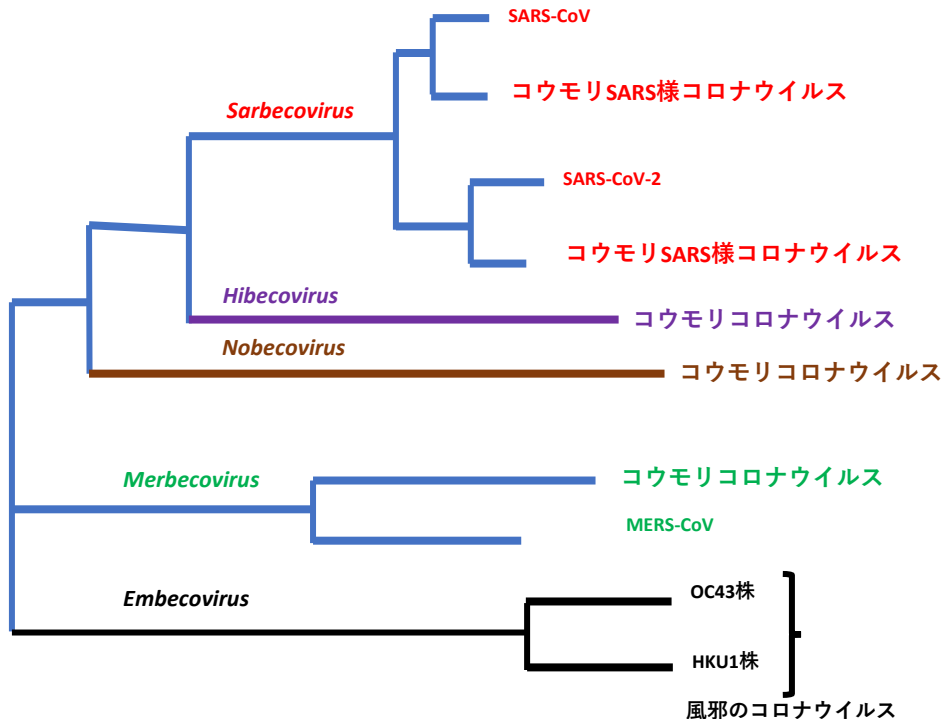 SARS-CoV
コウモリSARS様コロナウイルス
Sarbecovirus
SARS-CoV-2
コウモリSARS様コロナウイルス
Hibecovirus
コウモリコロナウイルス
Nobecovirus
コウモリコロナウイルス
Merbecovirus
コウモリコロナウイルス
MERS-CoV
Embecovirus
OC43株
HKU1株
風邪のコロナウイルス